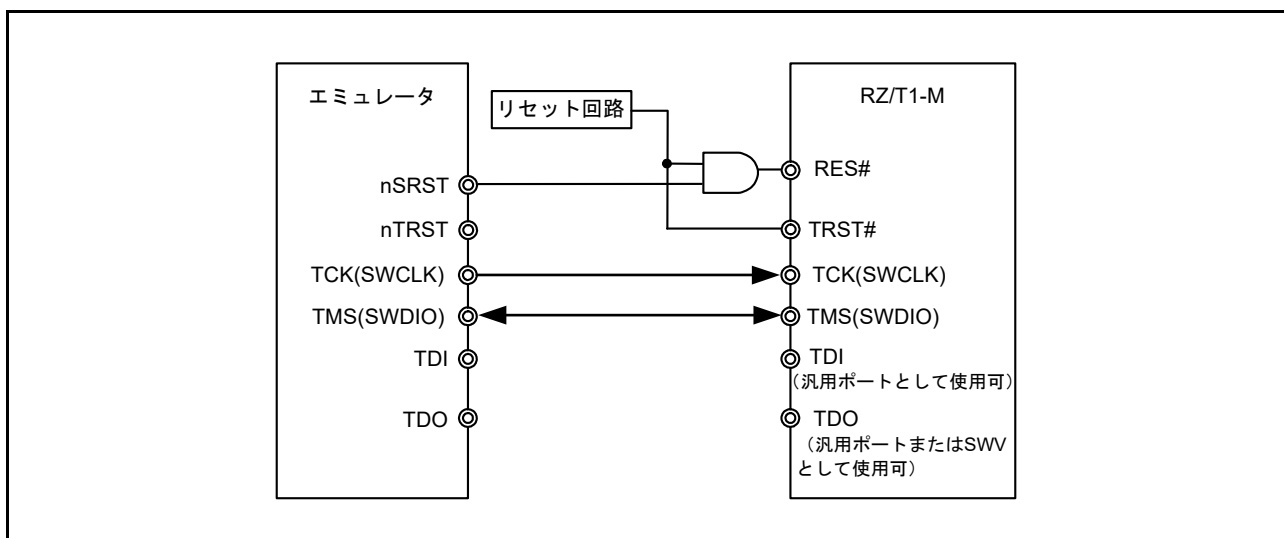 エミュレータ
リセット回路
RZ/T1-M
nSRST
RES#
nTRST
TRST#
TCK(SWCLK)
TCK(SWCLK)
TMS(SWDIO)
TMS(SWDIO)
TDI
TDI
（汎用ポートとして使用可）
TDO
TDO
（汎用ポートまたはSWV
として使用可）